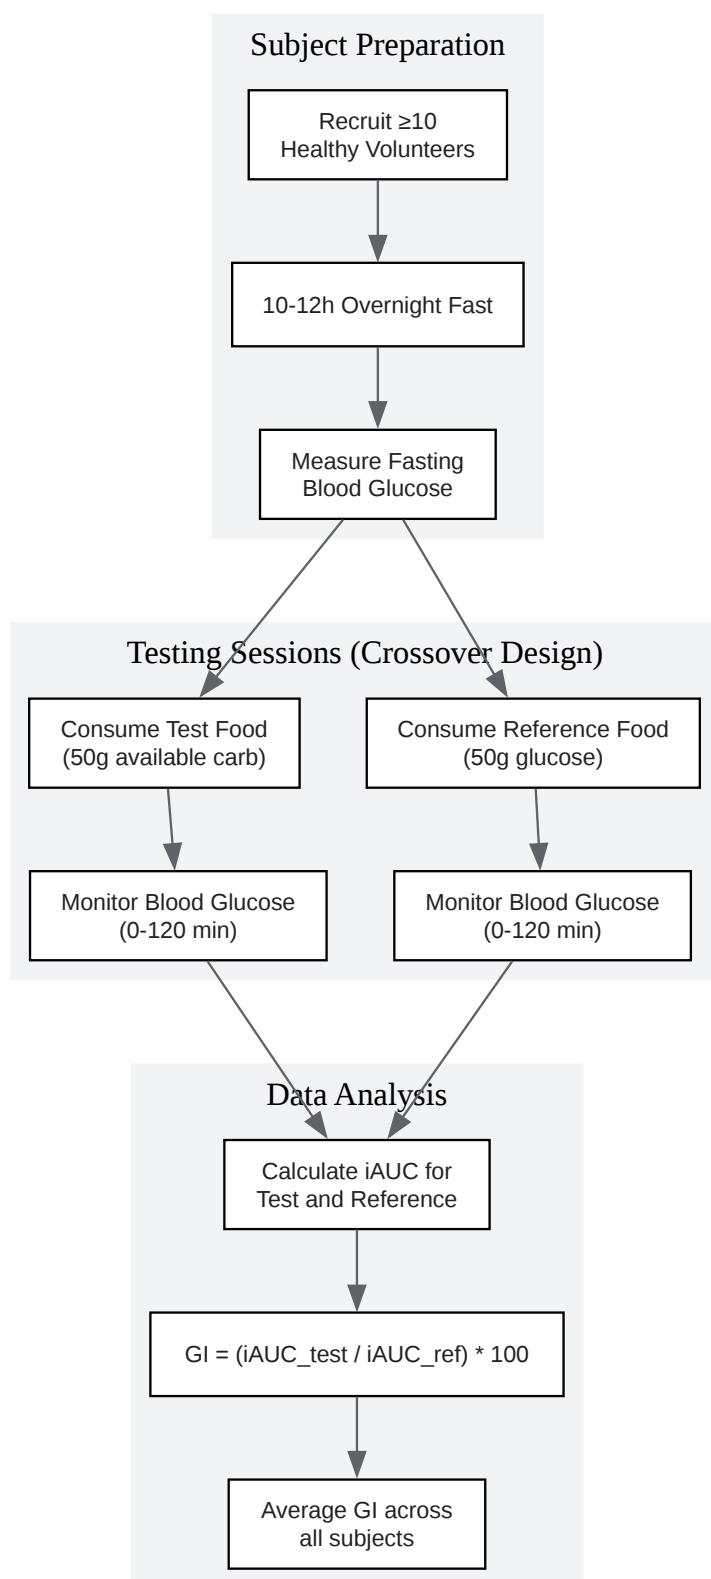 Subject Preparation
Recruit ≥10
Healthy Volunteers
10-12h Overnight Fast
Measure Fasting
Blood Glucose
Testing Sessions (Crossover Design)
Consume Test Food
(50g available carb)
Consume Reference Food
(50g glucose)
Monitor Blood Glucose
(0-120 min)
Monitor Blood Glucose
(0-120 min)
Data Analysis
Calculate iAUC for
Test and Reference
GI = (iAUC_test / iAUC_ref) * 100
Average GI across
all subjects